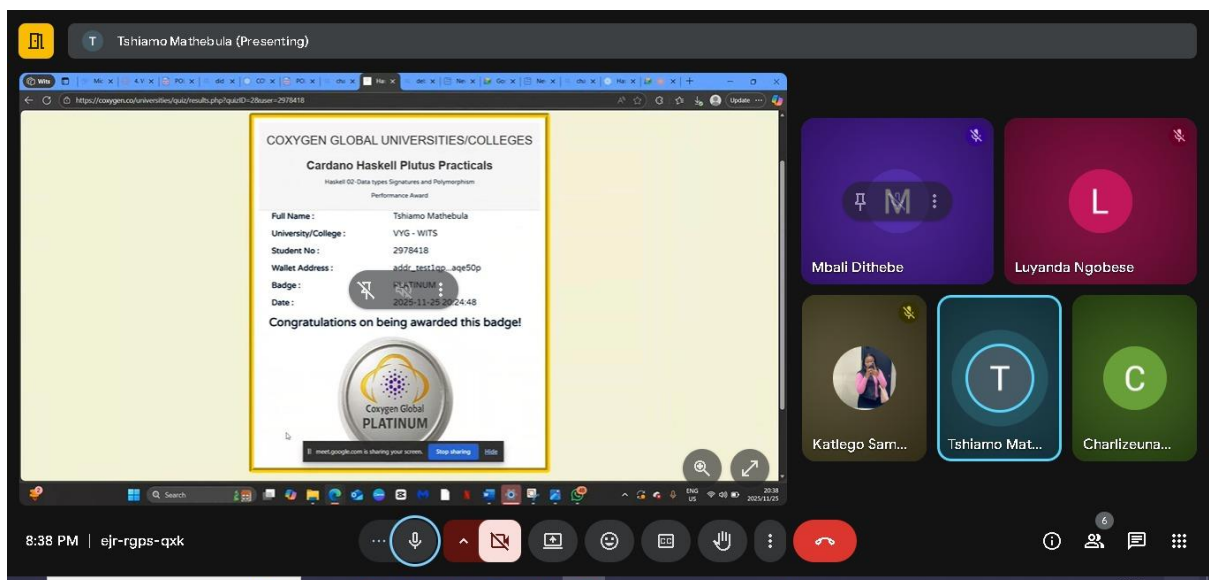 T Tshiamo Mathebula (Presenting)
Wits
https://coxygen.co/universities/quiz/results.php?quizID=28&user=2978418
Update
COXYGEN GLOBAL UNIVERSITIES/COLLEGES
Cardano Haskell Plutus Practicals
Haskell 02-Data types Signatures and Polymorphism
Performance Award
Full Name : Tshiamo Mathebula
University/College : VYG - WITS
Student No : 2978418
Wallet Address : addr_test1qp...aqe50p
Badge : PLATINUM
Date : 2025-11-25 20:24:48
Congratulations on being awarded this badge!
Coxygen Global
PLATINUM
meet.google.com is sharing your screen. Stop sharing Hide
Search
ENG
US
20:38
2025/11/25
M
Mbali Dithebe
L
Luyanda Ngobese
Katlego Sam...
T
Tshiamo Mat...
C
Charlizeuna...
8:38 PM | ejr-rgps-qxk
CC
6